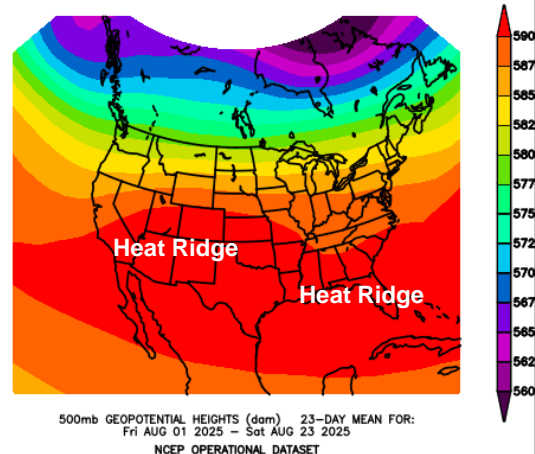 590
587
585
582
580
577
575
572
570
567
565
562
560
Heat Ridge
Heat Ridge
500mb GEOPOTENTIAL HEIGHTS (dam) 23-DAY MEAN FOR:
Fri AUG 01 2025 - Sat AUG 23 2025
NCEP OPERATIONAL DATASET